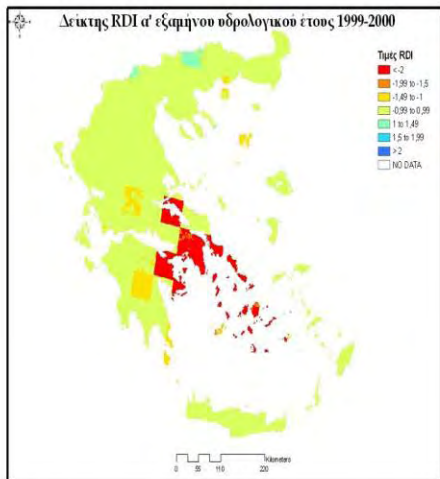 Δείκτης RDI α' εξαμήνου υδρολογικού έτους 1999-2000
Τιμές RDI
<-2
-1,99 to -1,5
-1,49 to -1
-0,99 to 0,99
1 to 1,49
1,5 to 1,99
>2
NO DATA
Kilometers
0 55 110 220